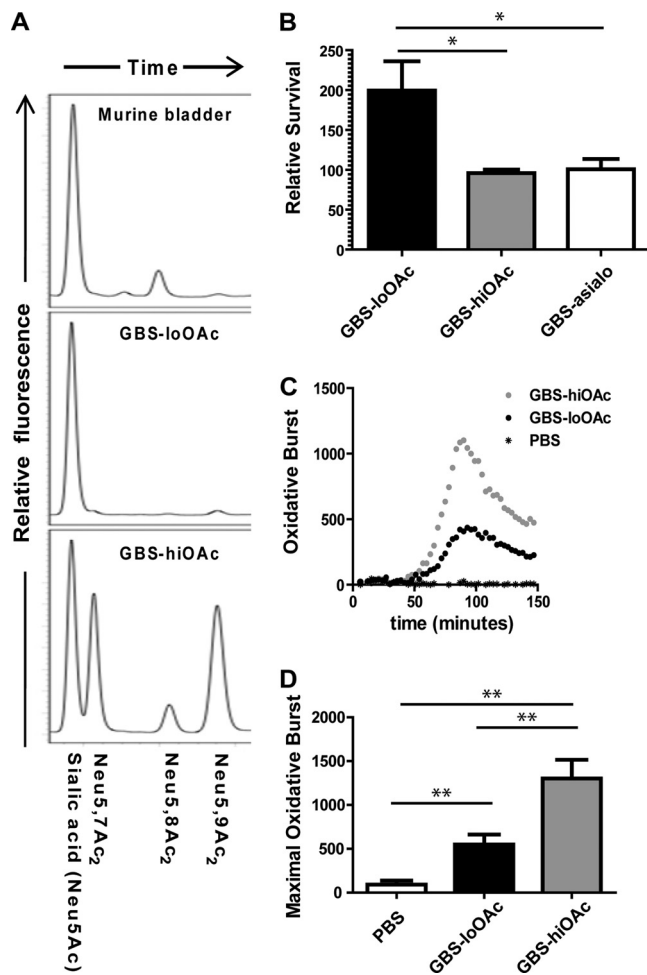 A
Time
Murine bladder
GBS-loOAc
GBS-hiOAc
Relative fluorescence
Sialic acid (Neu5Ac)
Neu5,7Ac2
Neu5,8Ac2
Neu5,9Ac2
B
*
*
Relative Survival
250
200
150
100
50
0
GBS-loOAc
GBS-hiOAc
GBS-asialo
C
Oxidative Burst
1500
1000
500
0
0
50
100
150
time (minutes)
GBS-hiOAc
GBS-loOAc
PBS
D
**
**
**
Maximal Oxidative Burst
2000
1500
1000
500
0
PBS
GBS-loOAc
GBS-hiOAc